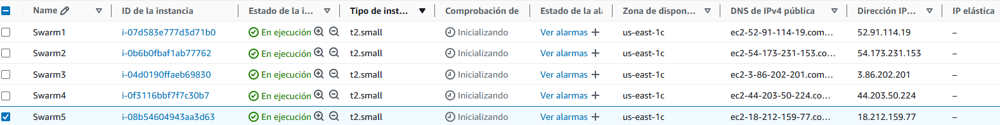 Name ID de la instancia Estado de la i... Tipo de inst... Comprobación de Estado de la ala Zona de dispon... DNS de IPv4 pública Dirección IP... IP elástica
Swarm1 i-07d583e777d3d71b0 En ejecución t2.small Inicializando Ver alarmas + us-east-1c ec2-52-91-114-19.com... 52.91.114.19 –
Swarm2 i-0b6b0fbaf1ab77762 En ejecución t2.small Inicializando Ver alarmas + us-east-1c ec2-54-173-231-153.co... 54.173.231.153 –
Swarm3 i-04d0190ffaeb69830 En ejecución t2.small Inicializando Ver alarmas + us-east-1c ec2-3-86-202-201.com... 3.86.202.201 –
Swarm4 i-0f3116bbf7f7c30b7 En ejecución t2.small Inicializando Ver alarmas + us-east-1c ec2-44-203-50-224.co... 44.203.50.224 –
Swarm5 i-08b54604943aa3d63 En ejecución t2.small Inicializando Ver alarmas + us-east-1c ec2-18-212-159-77.co... 18.212.159.77 –